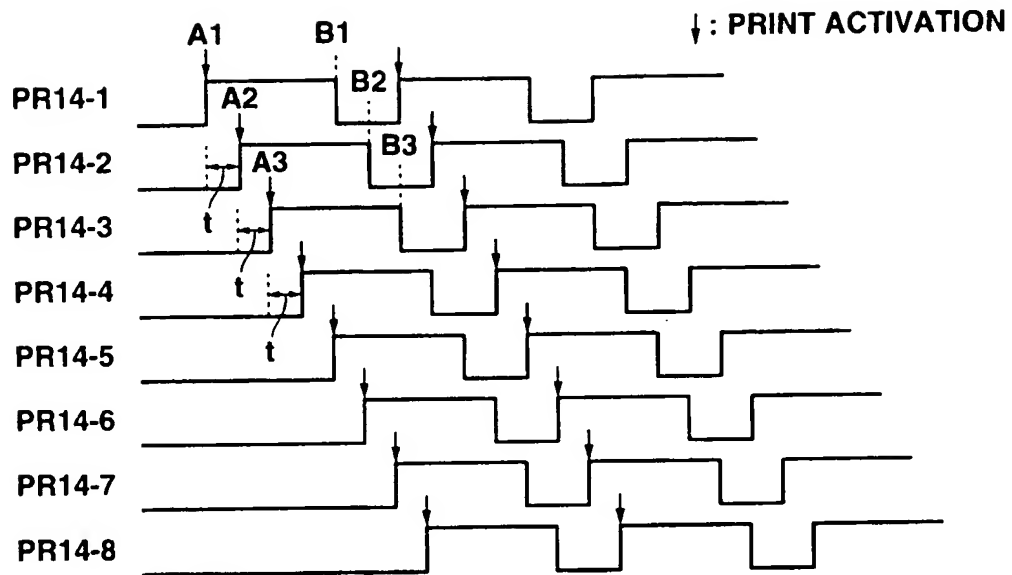 ↓: PRINT ACTIVATION
A1
B1
PR14-1
A2
B2
PR14-2
A3
B3
t
PR14-3
t
PR14-4
t
PR14-5
PR14-6
PR14-7
PR14-8